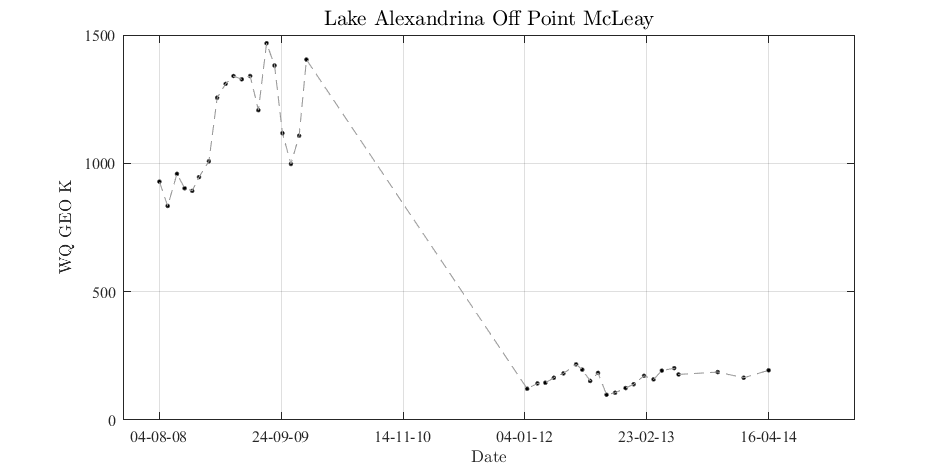 Lake Alexandrina Off Point McLeay
1500
1000
500
0
WQ GEO K
04-08-08 24-09-09 14-11-10 04-01-12 23-02-13 16-04-14
Date